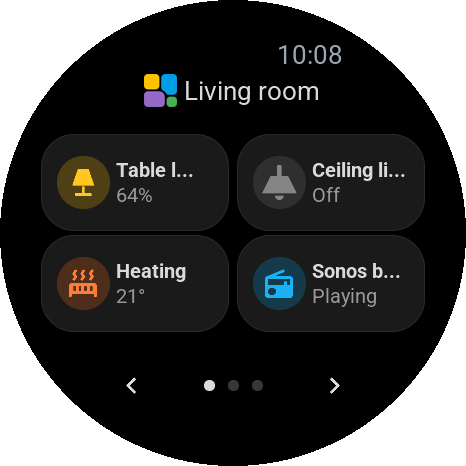 10:08
Living room
Table l...
64%
Ceiling li...
Off
Heating
21°
Sonos b...
Playing